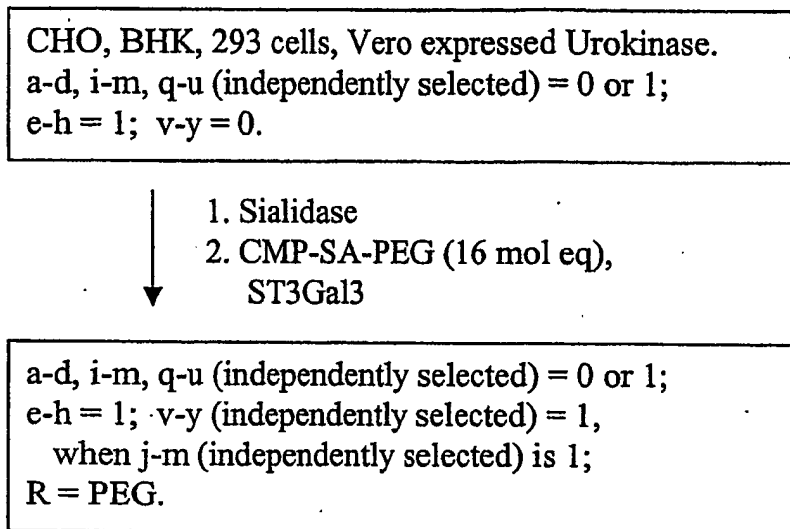 CHO, BHK, 293 cells, Vero expressed Urokinase.
a-d, i-m, q-u (independently selected) = 0 or 1;
e-h = 1; v-y = 0.
1. Sialidase
2. CMP-SA-PEG (16 mol eq),
ST3Gal3
a-d, i-m, q-u (independently selected) = 0 or 1;
e-h = 1; v-y (independently selected) = 1,
when j-m (independently selected) is 1;
R = PEG.